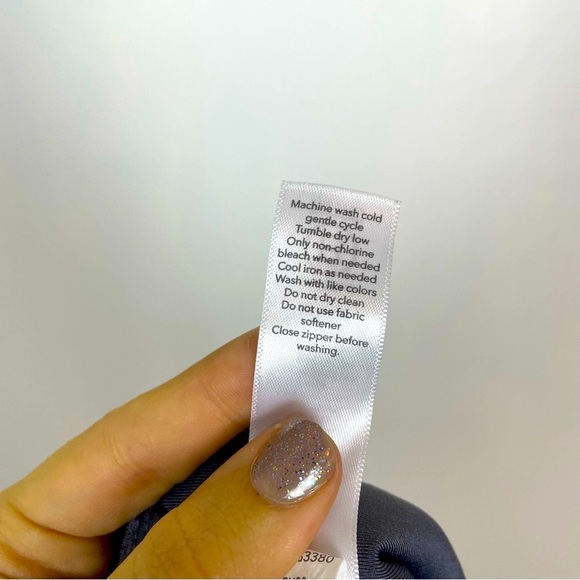 Machine wash cold
gentle cycle
Tumble dry low
Only non-chlorine
bleach when needed
Cool iron as needed
Wash with like colors
Do not dry clean
Do not use fabric
softener
Close zipper before
washing.
3380